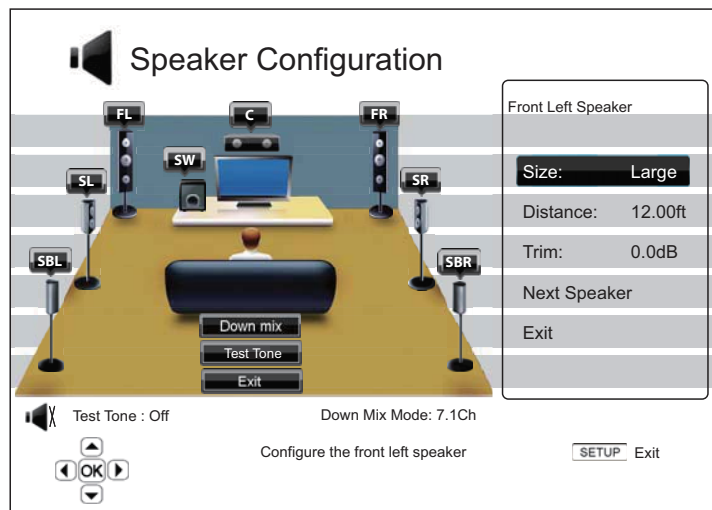 Speaker Configuration
FL
C
FR
SW
SL
SR
SBL
SBR
Down mix
Test Tone
Exit
Front Left Speaker
Size: Large
Distance: 12.00ft
Trim: 0.0dB
Next Speaker
Exit
Test Tone : Off
Down Mix Mode: 7.1Ch
OK
Configure the front left speaker
SETUP Exit